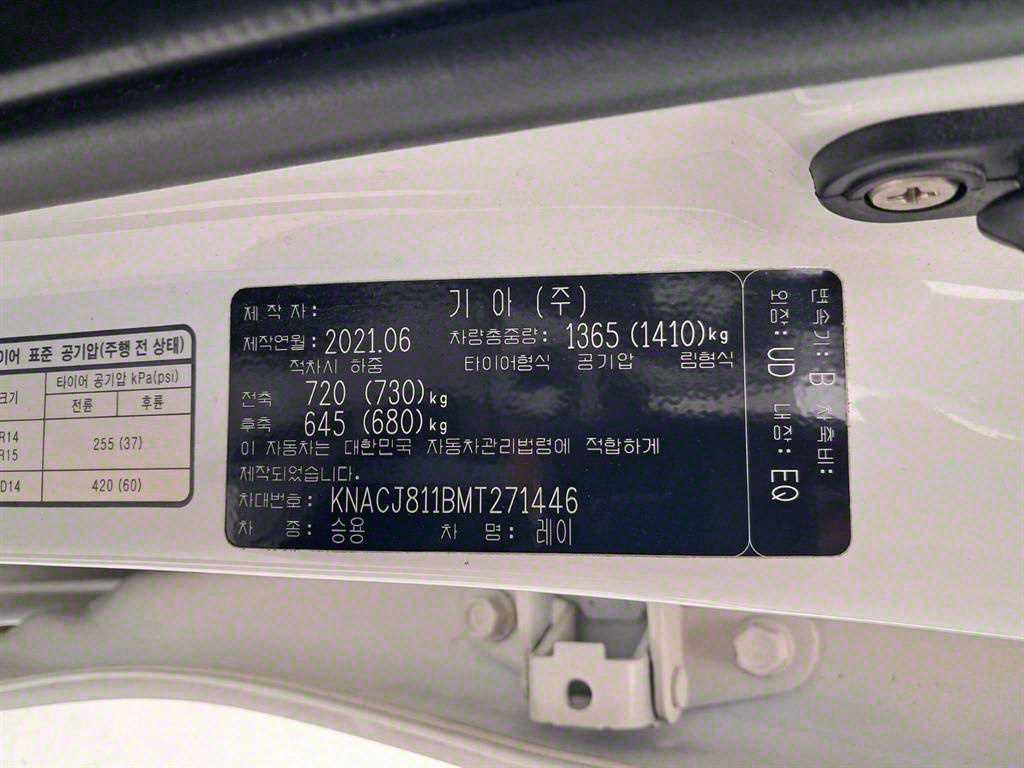 이어 표준 공기압(주행 전 상태)
크기 타이어 공기압 kPa(psi)
전륜 후륜
R14
R15 255 (37)
D14 420 (60)
제 작 자: 기 아 (주)
제작연월: 2021.06 차량총중량: 1365 (1410)kg
적차시 하중 타이어형식 공기압 림형식
전축 720 (730)kg
후축 645 (680)kg
이 자동차는 대한민국 자동차관리법령에 적합하게
제작되었습니다.
차대번호: KNACJ811BMT271446
차 종: 승용 차 명: 레이
변속기: B 최종축비:
외장: UD 내장: EQ